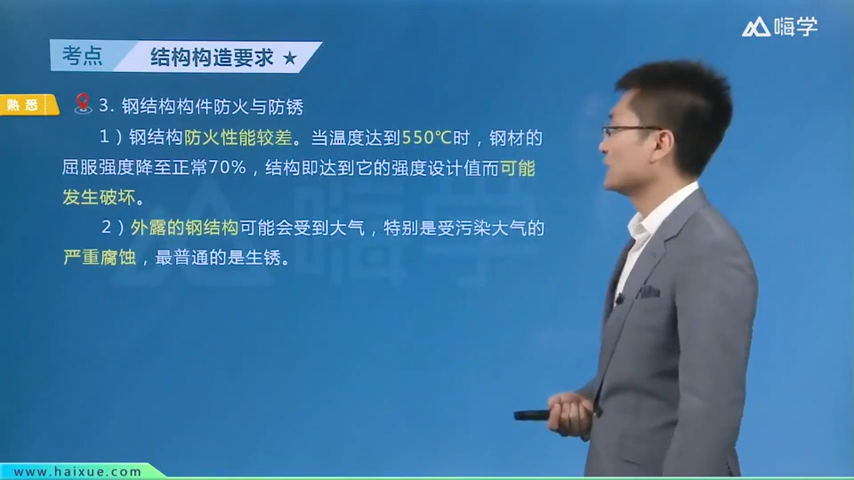 考点 结构构造要求 ★
嗨学
熟悉
3. 钢结构构件防火与防锈
1）钢结构防火性能较差。当温度达到550℃时，钢材的
屈服强度降至正常70%，结构即达到它的强度设计值而可能
发生破坏。
2）外露的钢结构可能会受到大气，特别是受污染大气的
严重腐蚀，最普通的是生锈。
嗨学
www.haixue.com